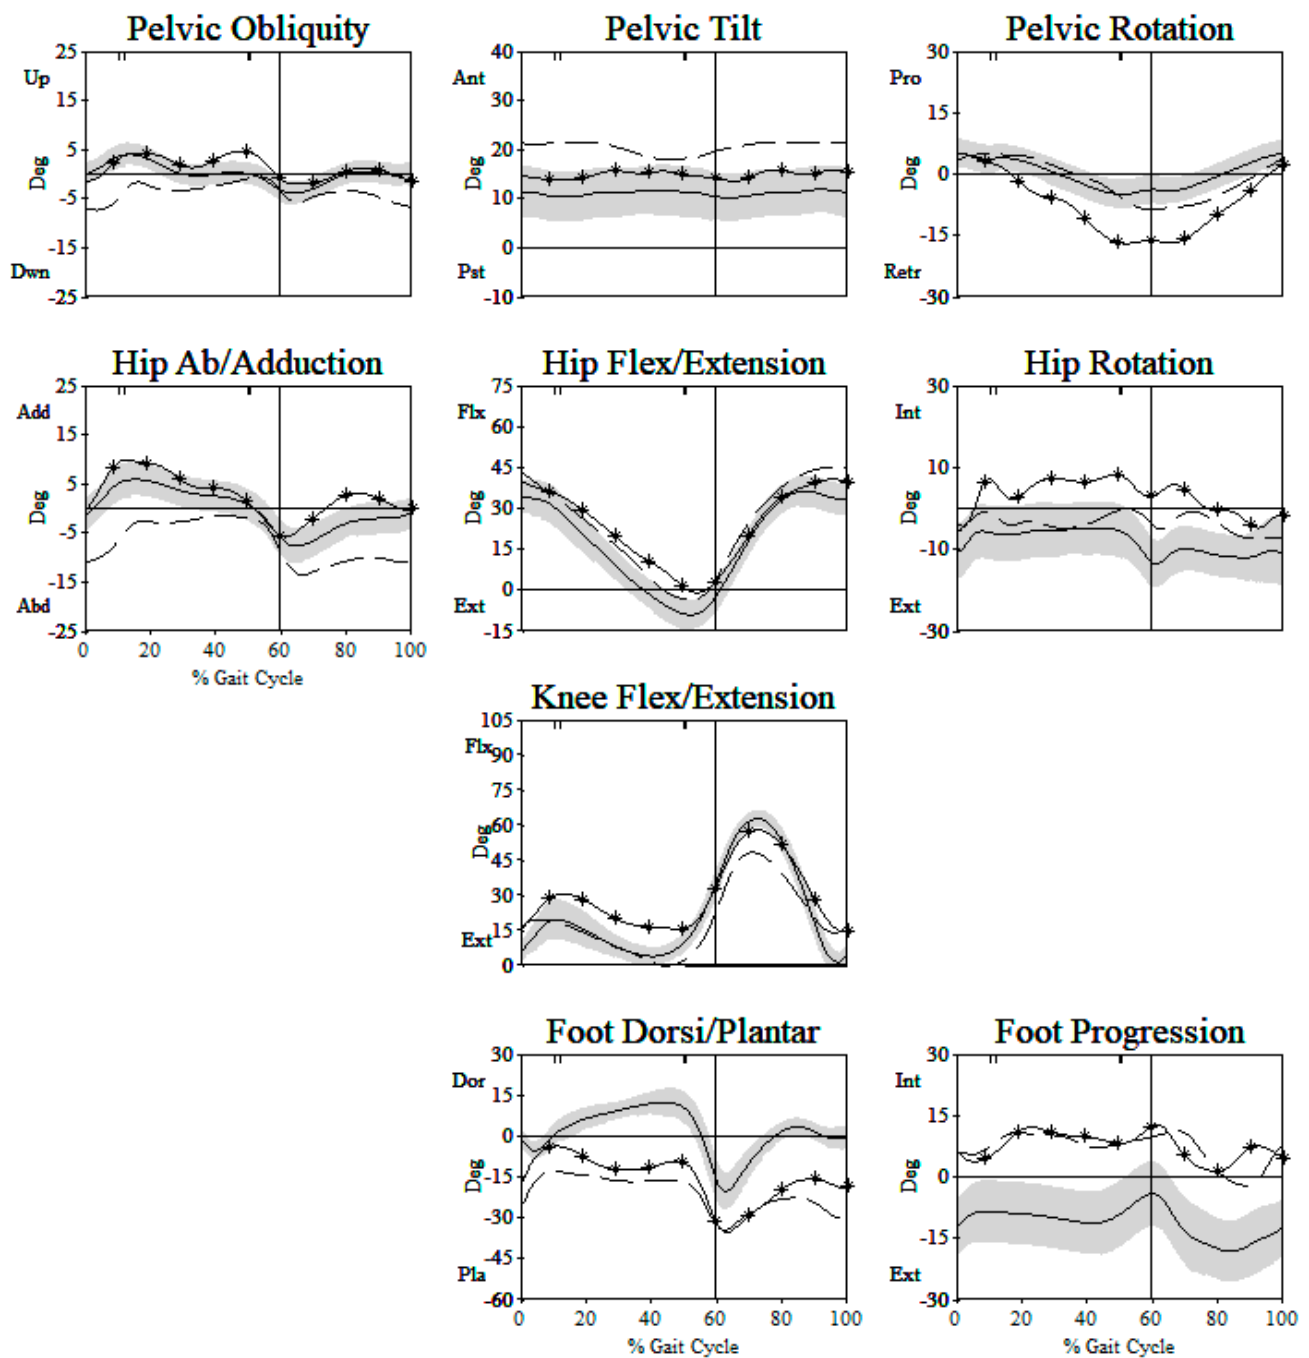 Pelvic Obliquity
25
Up
15
5
Deg
0
-5
-15
Dwn
-25
Pelvic Tilt
40
Ant
30
20
Deg
10
0
Pst
-10
Pelvic Rotation
30
Pro
15
Deg
0
-15
Retr
-30
Hip Ab/Adduction
25
Add
15
5
Deg
-5
-15
Abd
-25
0 20 40 60 80 100
% Gait Cycle
Hip Flex/Extension
75
Flx
60
45
Deg
30
15
0
Ext
-15
Hip Rotation
30
Int
10
Deg
0
-10
Ext
-30
Knee Flex/Extension
105
Flx
90
75
60
Deg
45
30
Ext
15
0
Foot Dorsi/Plantar
30
Dor
15
0
Deg
-15
-30
-45
Pla
-60
0 20 40 60 80 100
% Gait Cycle
Foot Progression
30
Int
15
Deg
0
-15
Ext
-30
0 20 40 60 80 100
% Gait Cycle